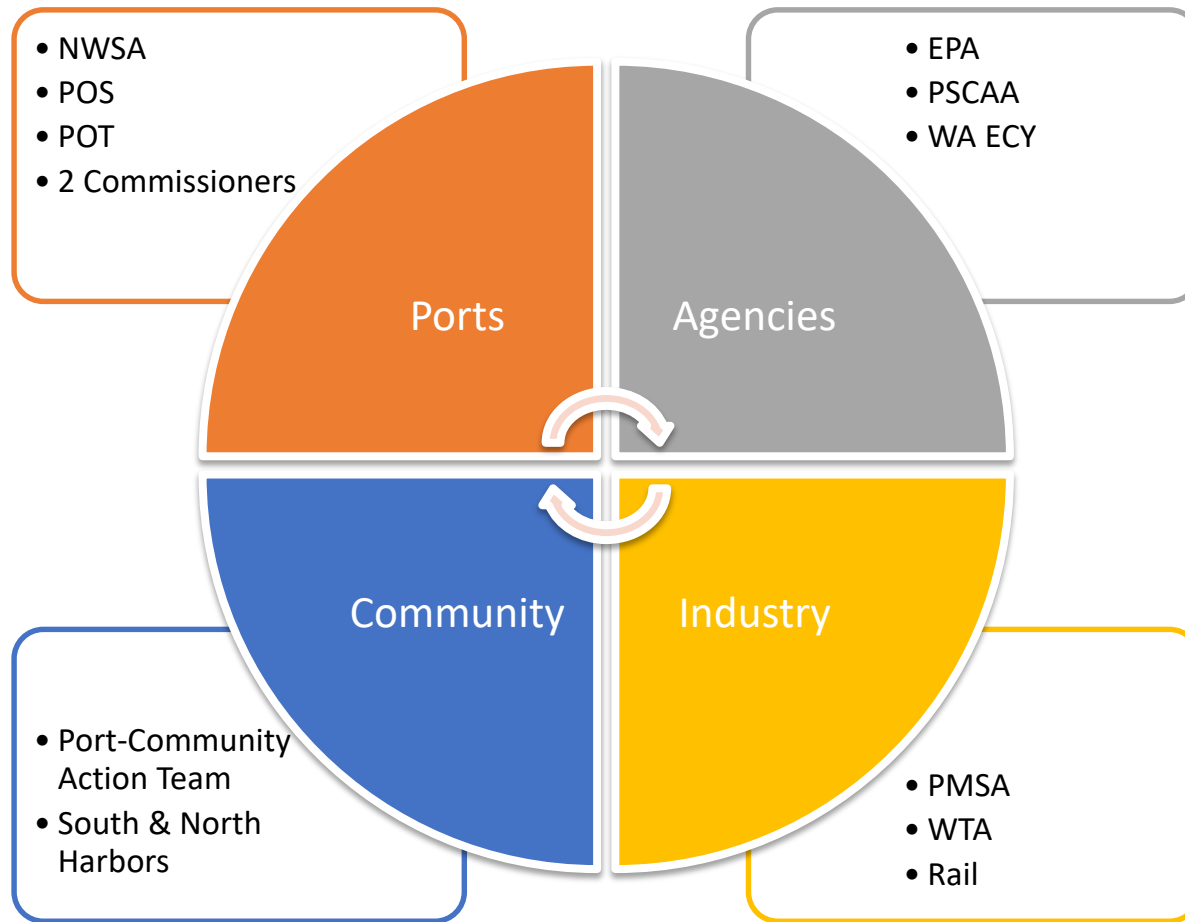 • NWSA
• POS
• POT
• 2 Commissioners
• EPA
• PSCAA
• WA ECY
Ports
Agencies
Community
Industry
• Port-Community
Action Team
• South & North
Harbors
• PMSA
• WTA
• Rail